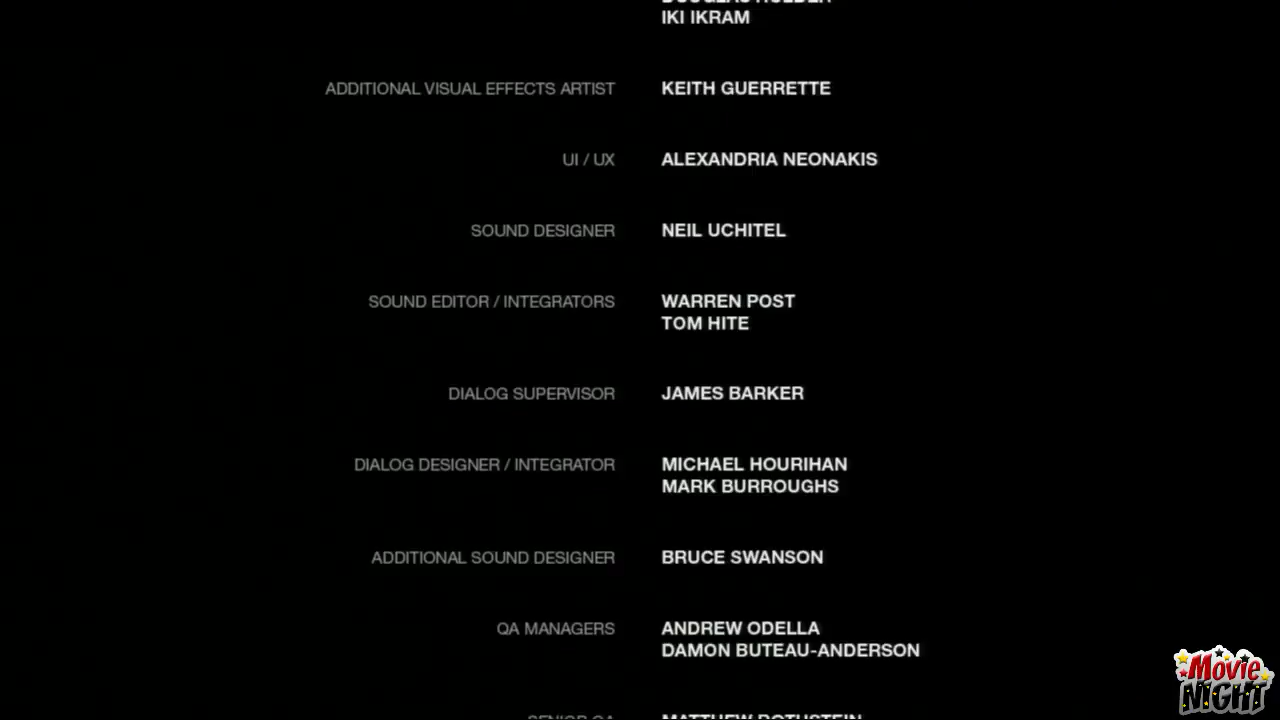 IKI IKRAM
ADDITIONAL VISUAL EFFECTS ARTIST KEITH GUERRETTE
UI / UX ALEXANDRIA NEONAKIS
SOUND DESIGNER NEIL UCHITEL
SOUND EDITOR / INTEGRATORS WARREN POST
TOM HITE
DIALOG SUPERVISOR JAMES BARKER
DIALOG DESIGNER / INTEGRATOR MICHAEL HOURIHAN
MARK BURROUGHS
ADDITIONAL SOUND DESIGNER BRUCE SWANSON
QA MANAGERS ANDREW ODELLA
DAMON BUTEAU-ANDERSON
Movie
NIGHT